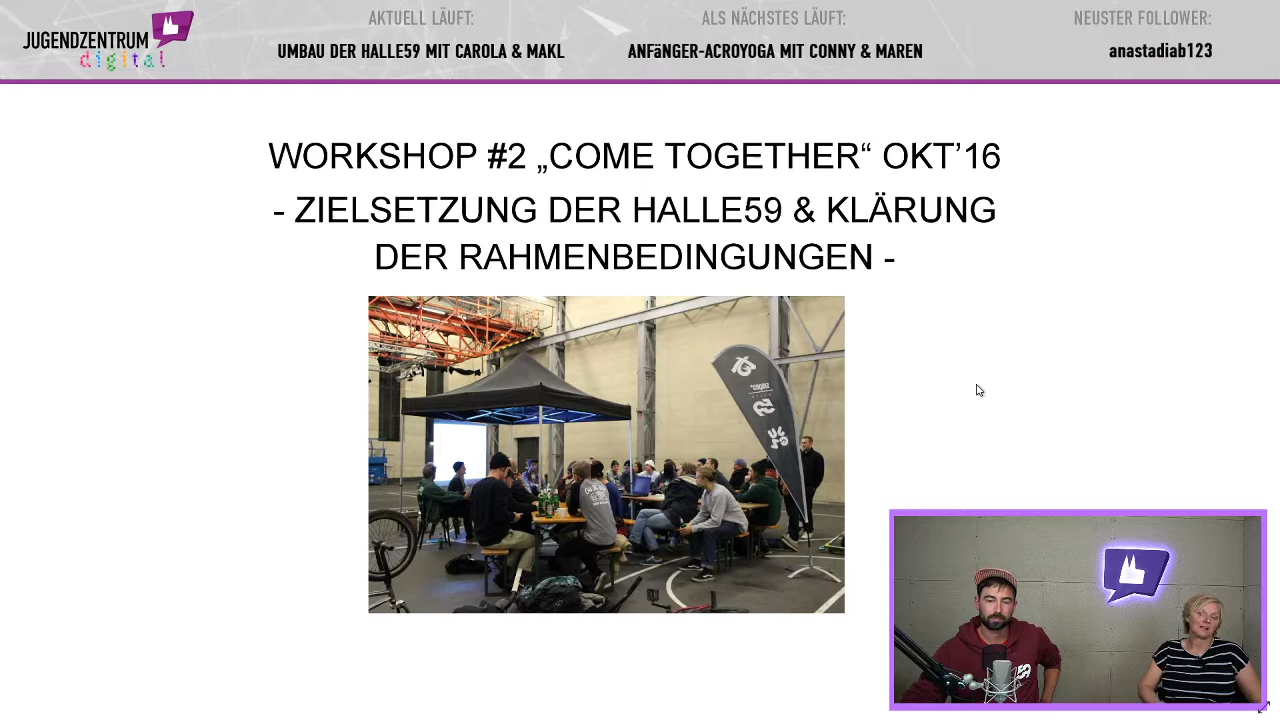 JUGENDZENTRUM
digital
AKTUELL LÄUFT:
UMBAU DER HALLE59 MIT CAROLA & MAKL
ALS NÄCHSTES LÄUFT:
ANFäNGER-ACROYOGA MIT CONNY & MAREN
NEUSTER FOLLOWER:
anastadiab123
WORKSHOP #2 „COME TOGETHER“ OKT’16
- ZIELSETZUNG DER HALLE59 & KLÄRUNG
DER RAHMENBEDINGUNGEN -